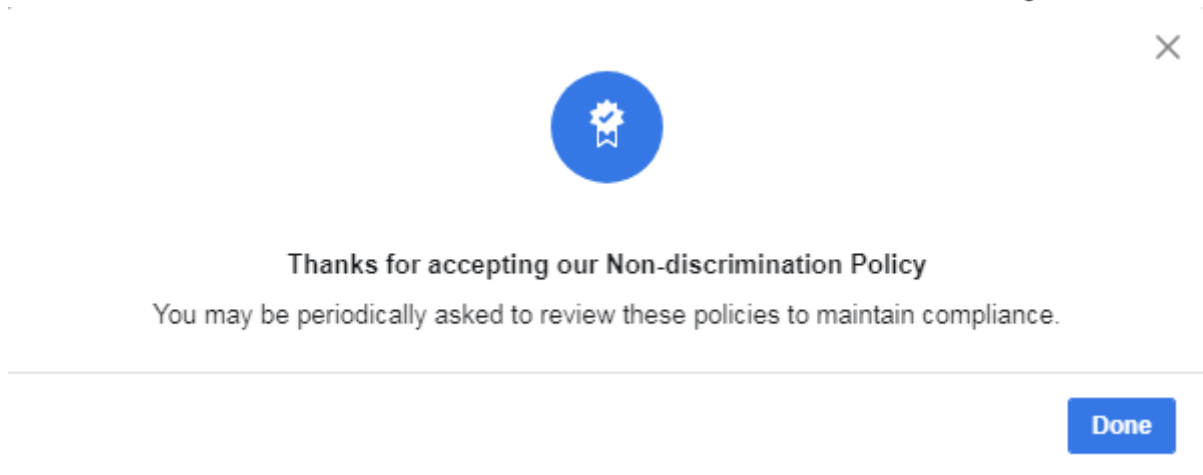 Thanks for accepting our Non-discrimination Policy
You may be periodically asked to review these policies to maintain compliance.
Done